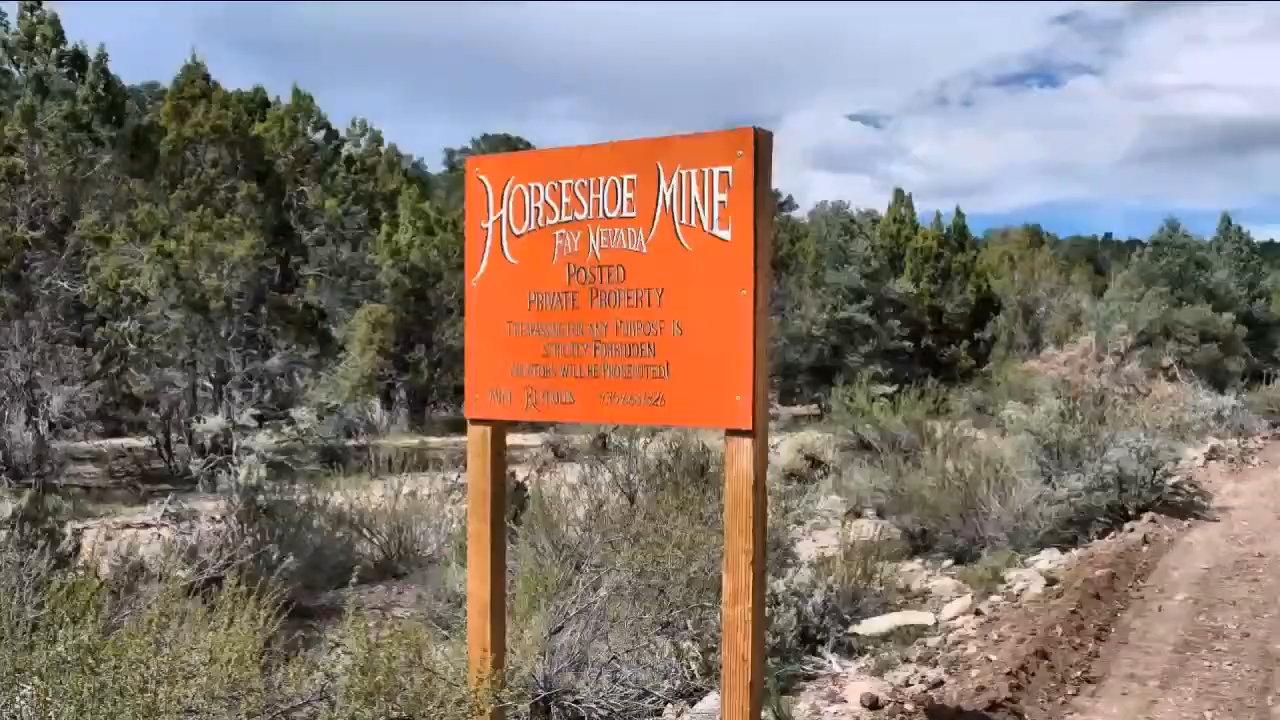 HORSESHOE MINE
FAY NEVADA
POSTED
PRIVATE PROPERTY
TRESPASSING FOR ANY PURPOSE IS
STRICTLY FORBIDDEN
VIOLATORS WILL BE PROSECUTED!